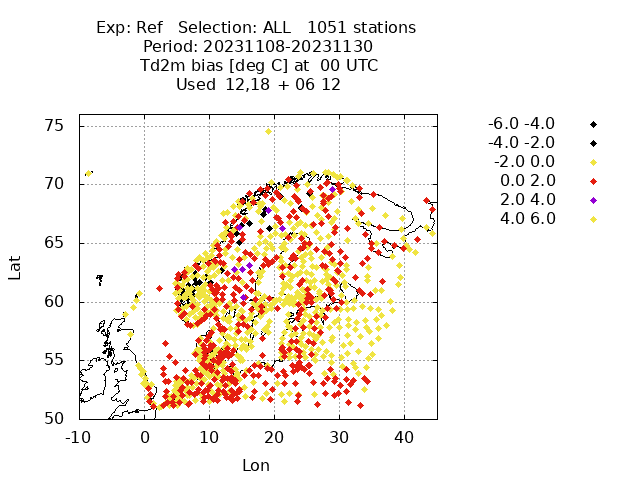 Exp: Ref   Selection: ALL   1051 stations
Period: 20231108-20231130
Td2m bias [deg C] at  00 UTC
Used  12,18 + 06 12
-6.0 -4.0
-4.0 -2.0
-2.0 0.0
0.0 2.0
2.0 4.0
4.0 6.0
75
70
65
60
55
50
Lat
-10 0 10 20 30 40
Lon